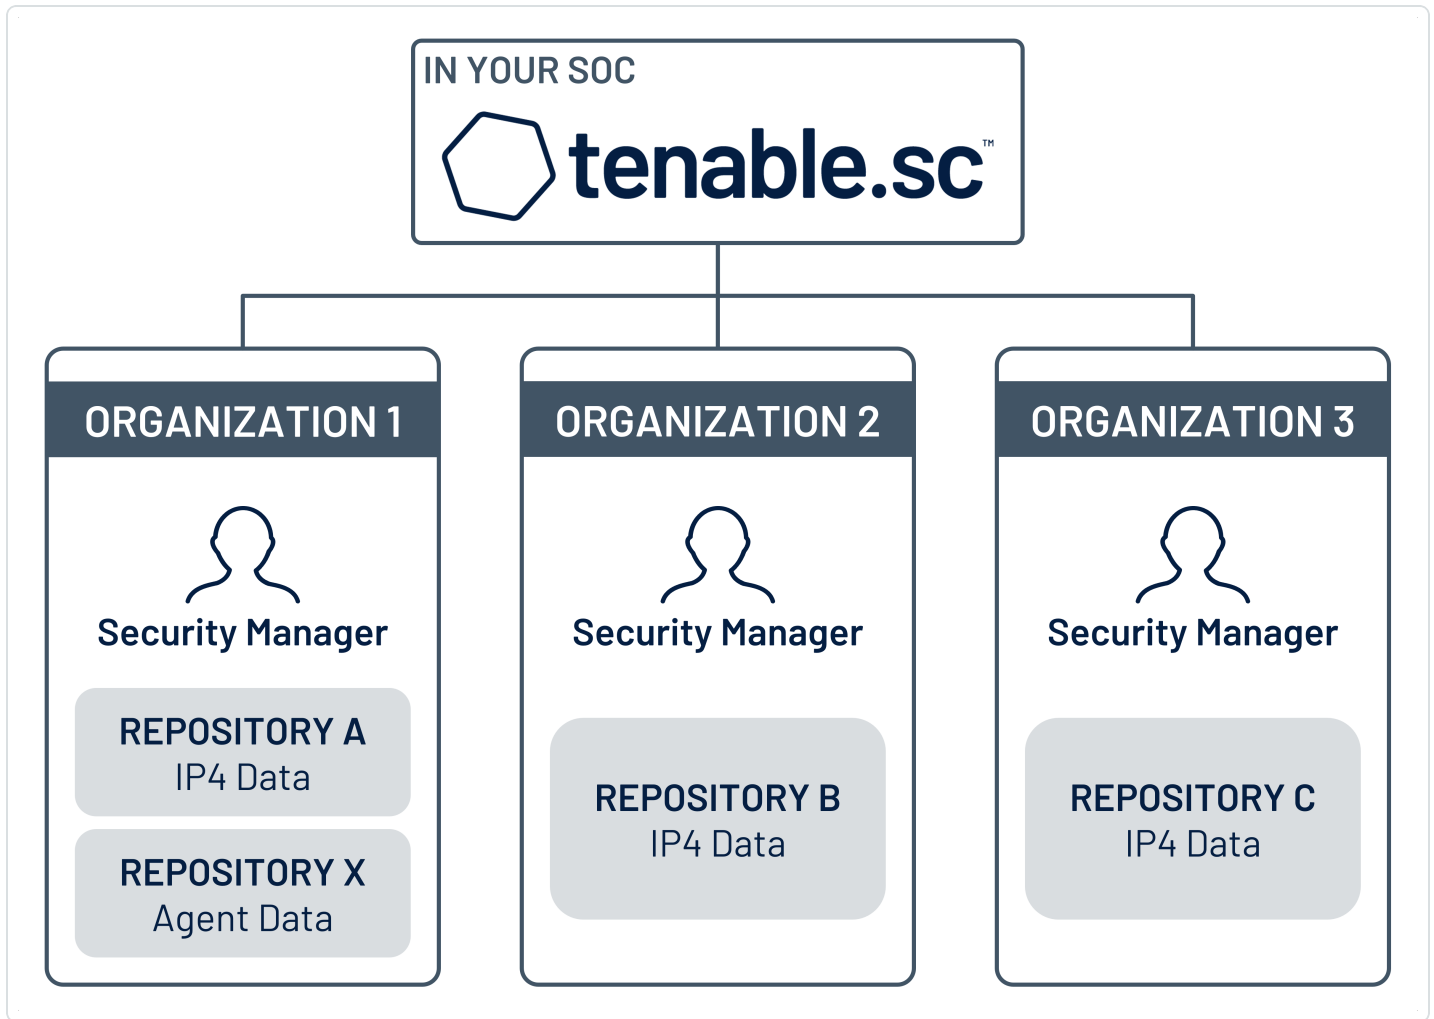 IN YOUR SOC
tenable.sc™
ORGANIZATION 1
Security Manager
REPOSITORY A
IP4 Data
REPOSITORY X
Agent Data
ORGANIZATION 2
Security Manager
REPOSITORY B
IP4 Data
ORGANIZATION 3
Security Manager
REPOSITORY C
IP4 Data